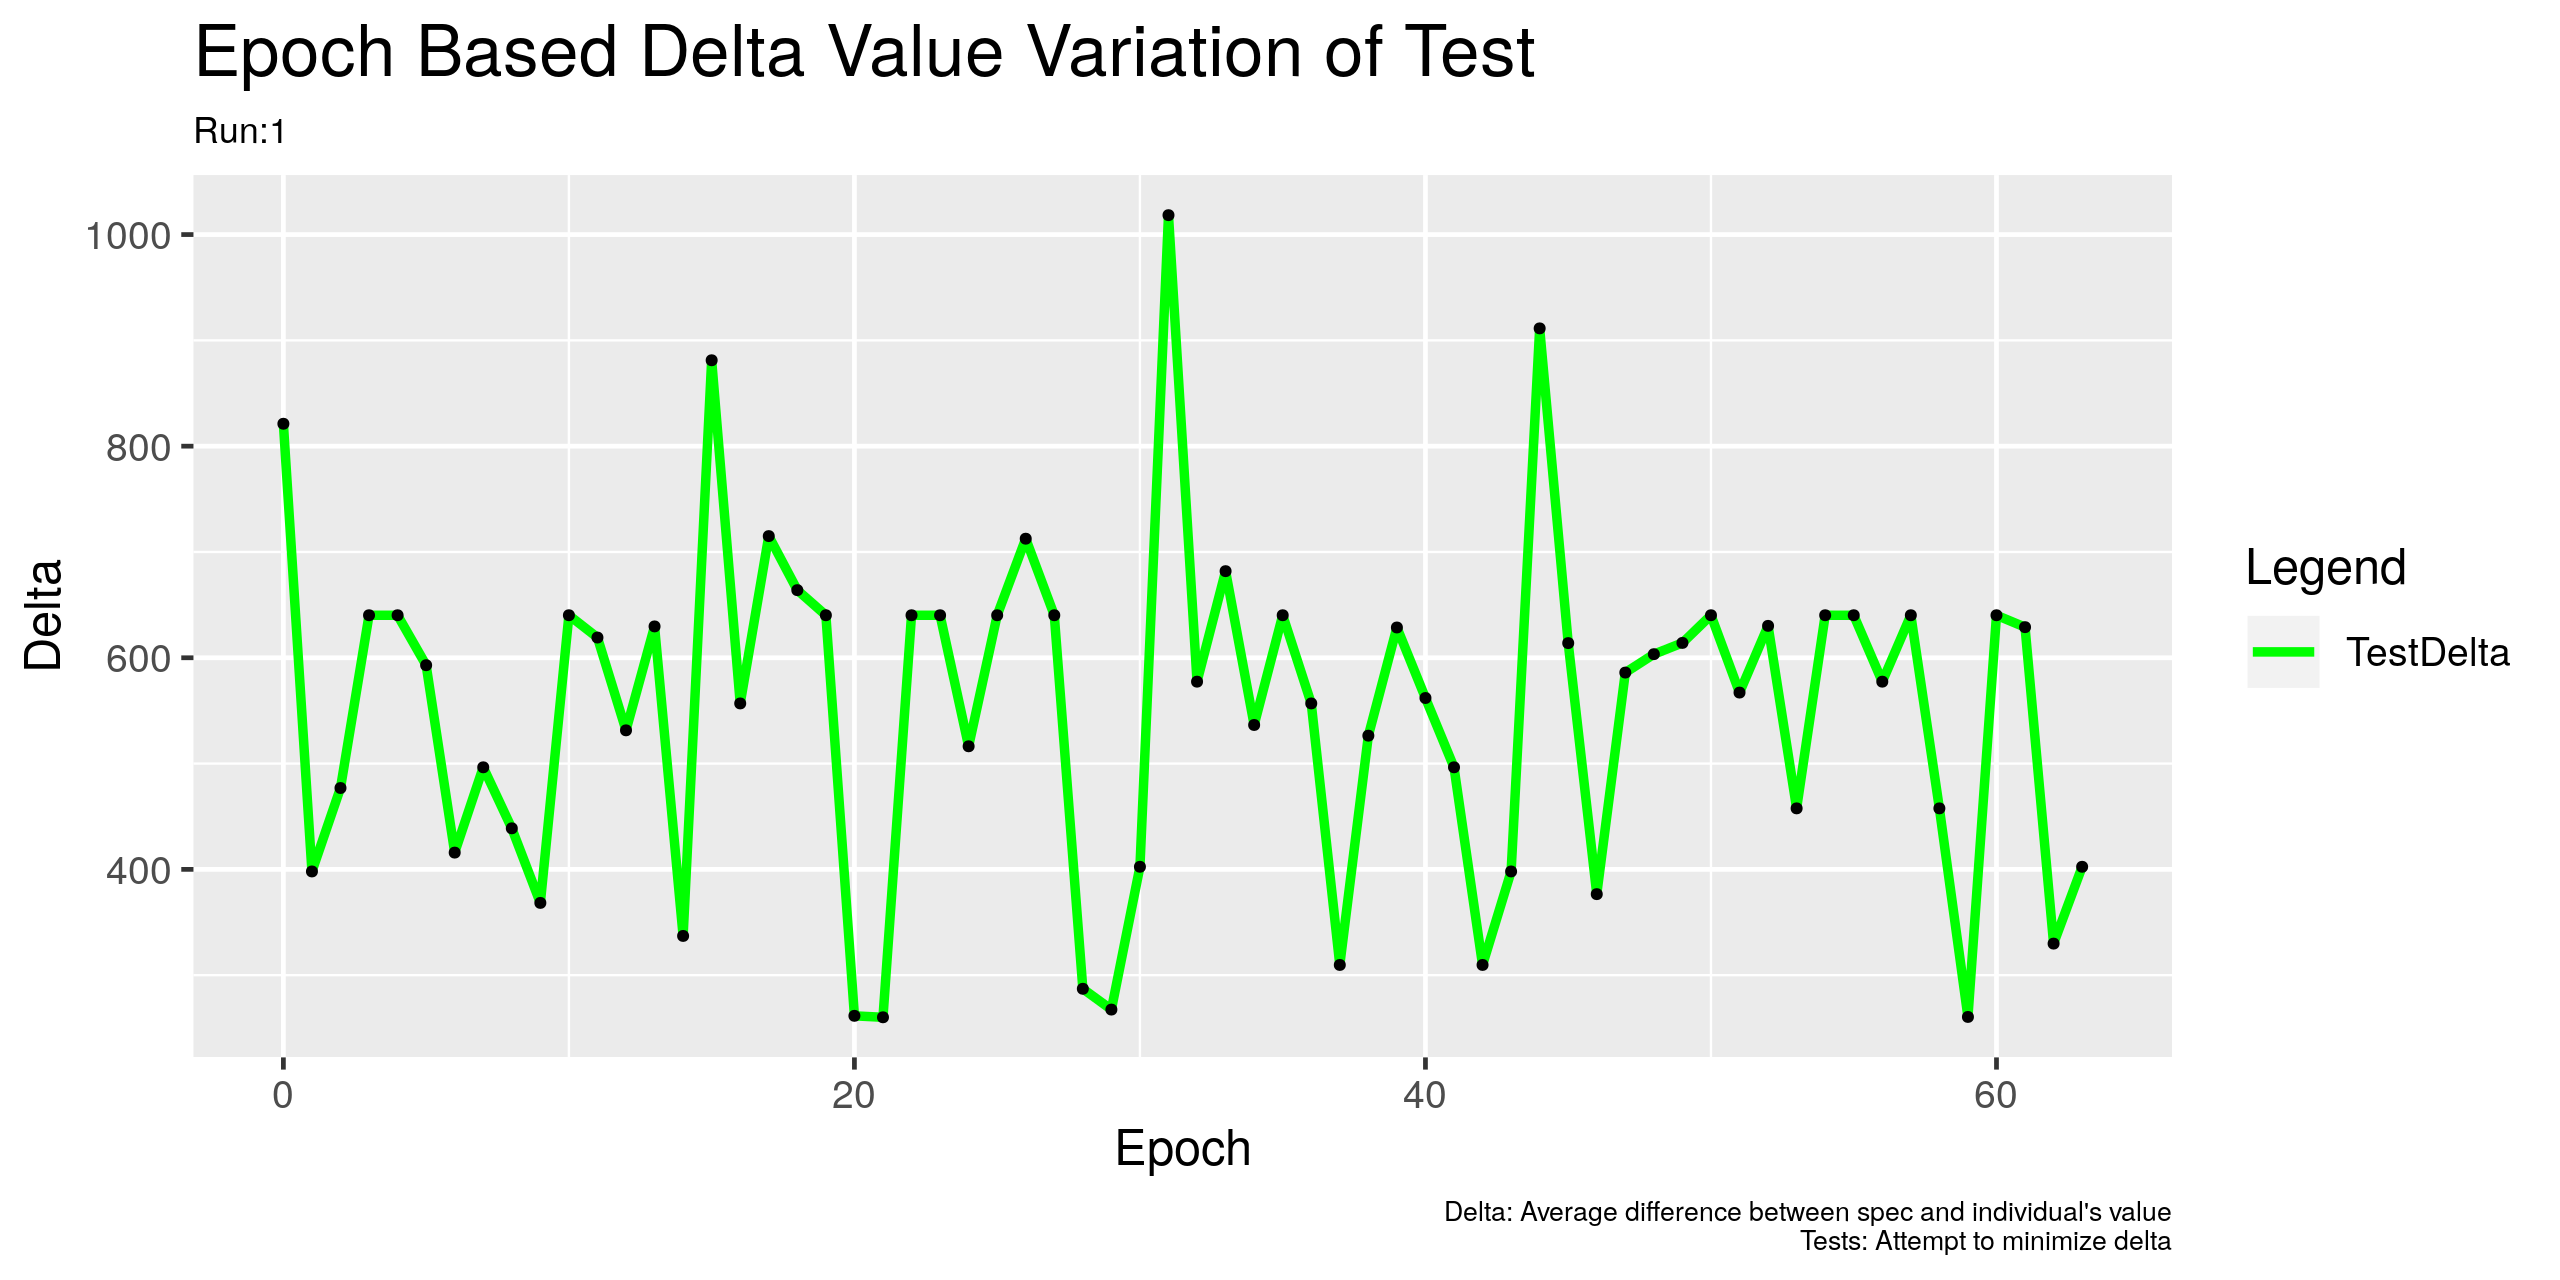 Epoch Based Delta Value Variation of Test
Run:1
1000
800
600
400
Delta
0 20 40 60
Epoch
Legend
TestDelta
Delta: Average difference between spec and individual's value
Tests: Attempt to minimize delta